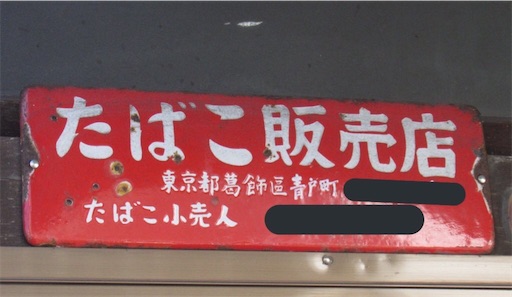 たばこ販売店
東京都葛飾區青戸町
たばこ小売人